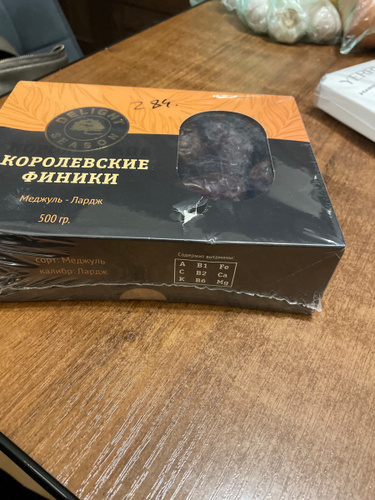 284.
DELIGHT
SEASON
КОРОЛЕВСКИЕ
ФИНИКИ
Меджуль - Лардж
500 гр.
сорт: Меджуль
калибр: Лардж
Содержит витамины:
A B1 Fe
C B2 Ca
K B6 Mg